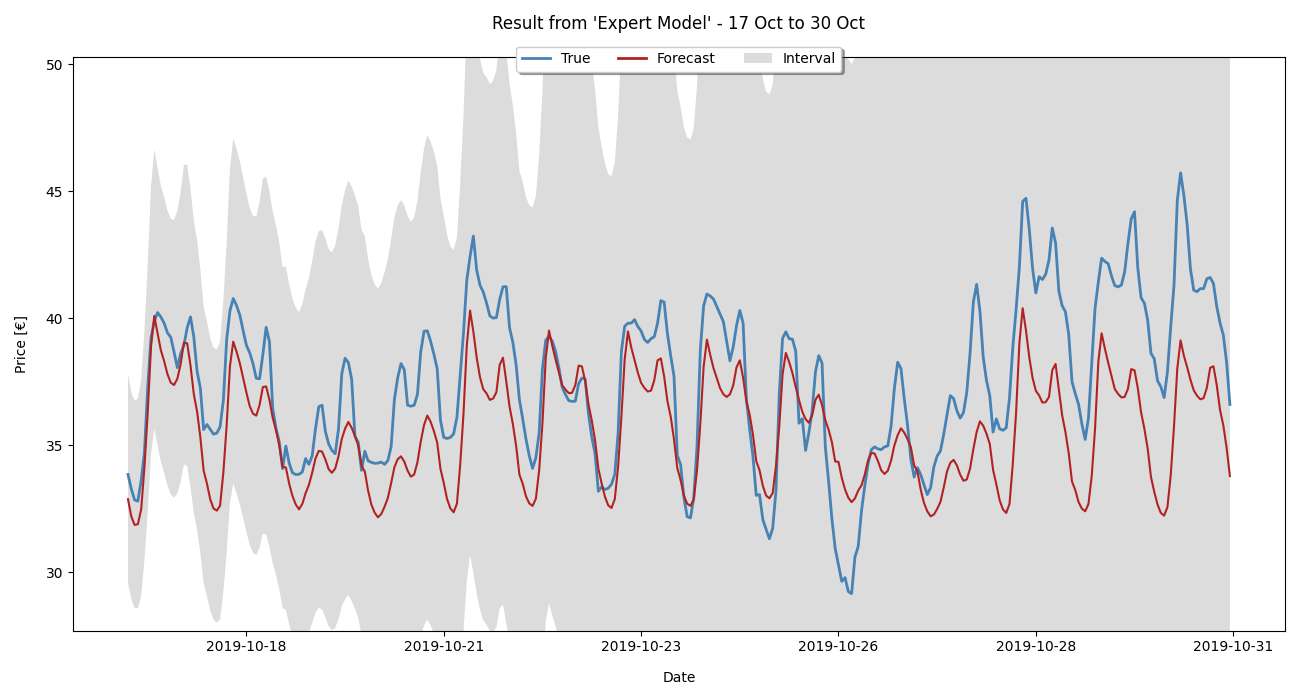 Result from 'Expert Model' - 17 Oct to 30 Oct
True Forecast Interval
50
45
40
35
30
Price [€]
2019-10-18 2019-10-21 2019-10-23 2019-10-26 2019-10-28 2019-10-31
Date